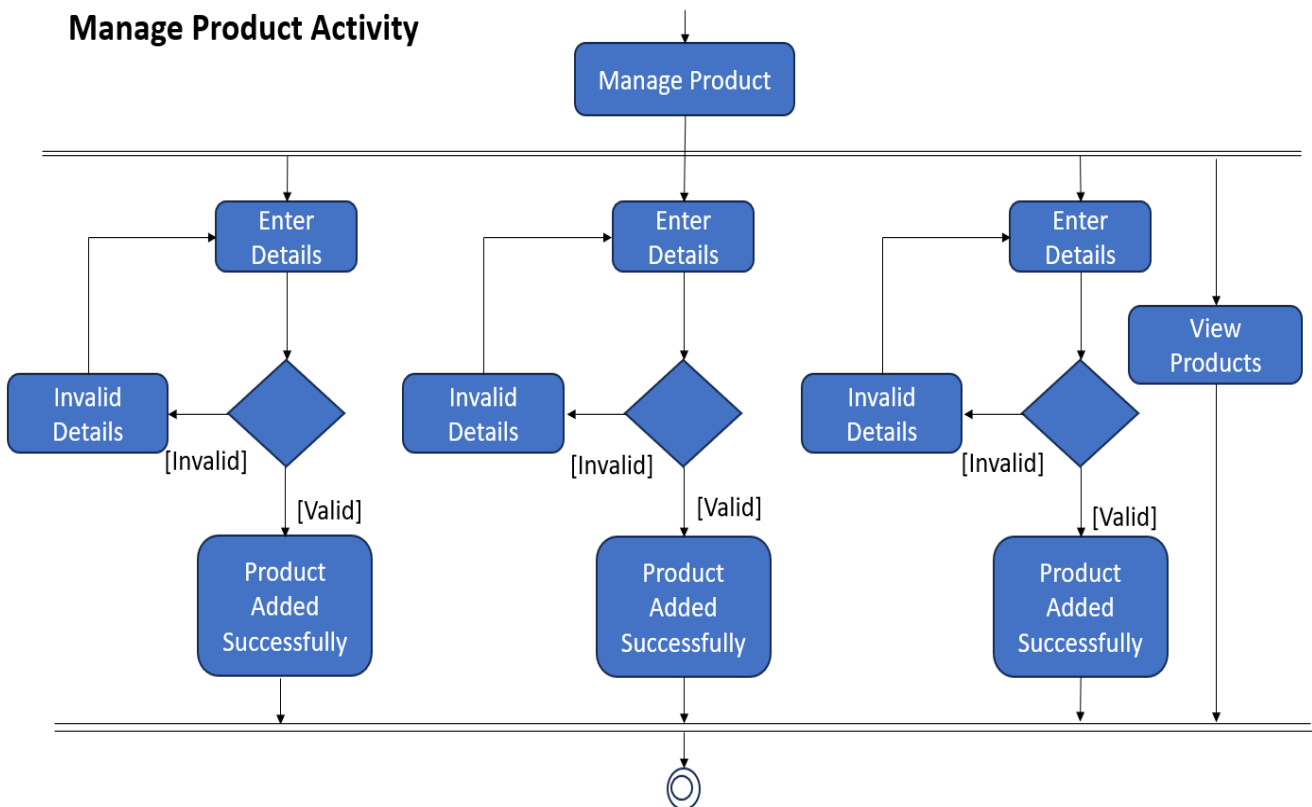 Manage Product Activity
Manage Product
Enter
Details
Enter
Details
Enter
Details
View
Products
Invalid
Details
Invalid
Details
Invalid
Details
[Invalid]
[Invalid]
[Invalid]
[Valid]
[Valid]
[Valid]
Product
Added
Successfully
Product
Added
Successfully
Product
Added
Successfully